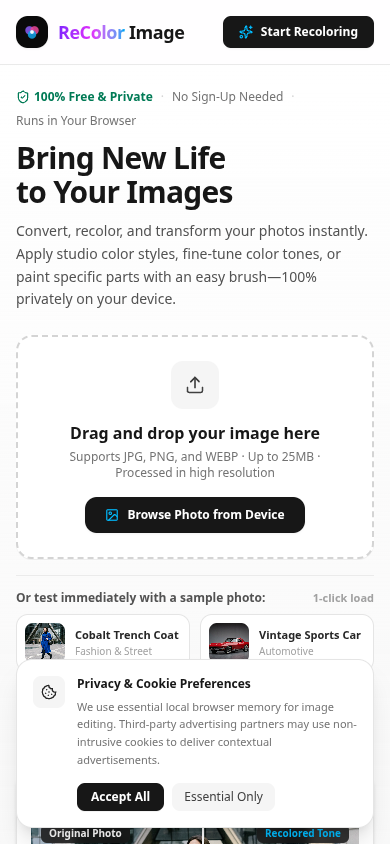 ReColor Image
Start Recoloring
100% Free & Private · No Sign-Up Needed ·
Runs in Your Browser
Bring New Life
to Your Images
Convert, recolor, and transform your photos instantly.
Apply studio color styles, fine-tune color tones, or
paint specific parts with an easy brush—100%
privately on your device.
Drag and drop your image here
Supports JPG, PNG, and WEBP · Up to 25MB ·
Processed in high resolution
Browse Photo from Device
Or test immediately with a sample photo:
1-click load
Cobalt Trench Coat
Fashion & Street
Vintage Sports Car
Automotive
Privacy & Cookie Preferences
We use essential local browser memory for image
editing. Third-party advertising partners may use non-
intrusive cookies to deliver contextual
advertisements.
Accept All
Essential Only
Original Photo
Recolored Tone